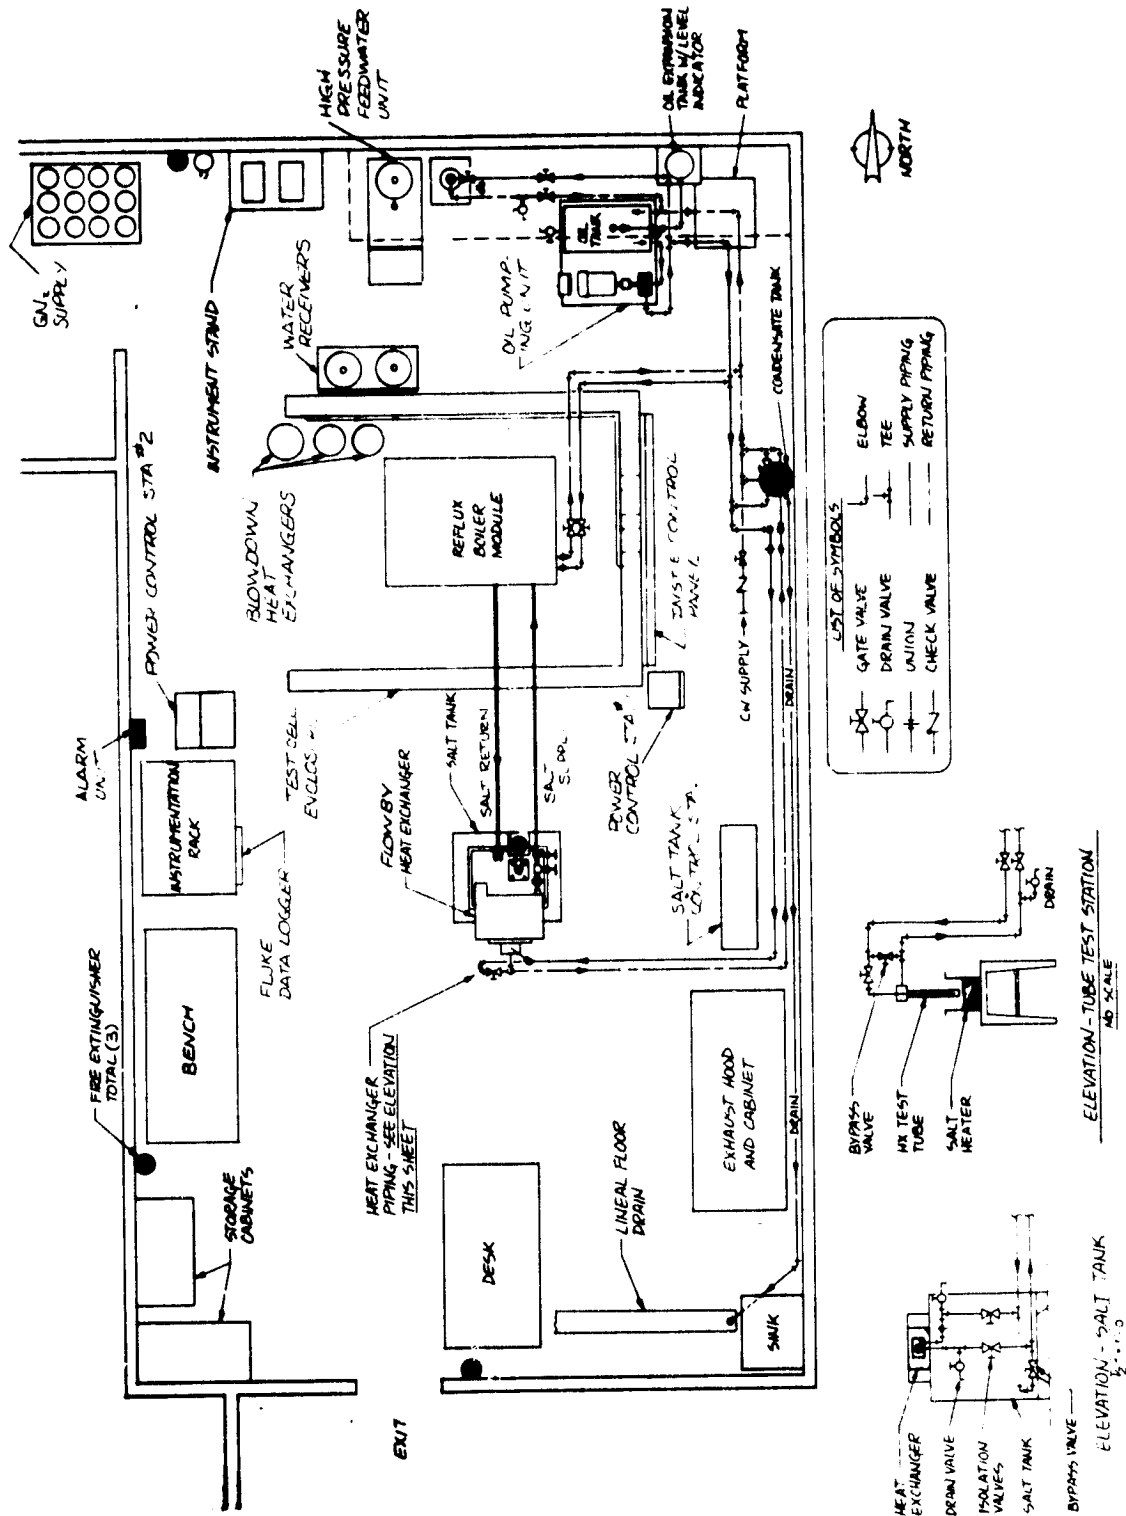 GN₂
SUPPLY
INSTRUMENT STAND
HIGH
PRESSURE
FEEDWATER
UNIT
OIL EXPANSION
TANK W/LEVEL
INDICATOR
PLATFORM
NORTH
WATER
RECEIVERS
OIL PUMP-
ING UNIT
OIL
TANK
CONDENSATE TANK
POWER CONTROL STA #2
BLOWDOWN
HEAT
EXCHANGERS
REFLUX
BOILER
MODULE
CONTROL
PANEL
CW SUPPLY
DRAIN
ALARM
UNIT
INSTRUMENTATION
RACK
FLUKE
DATA LOGGER
TEST CELL
SALT TANK
SALT RETURN
SALT
FLOWBY
HEAT EXCHANGER
POWER
CONTROL
SALT TANK
STA.
FIRE EXTINGUISHER
TOTAL (3)
BENCH
STORAGE
CABINETS
HEAT EXCHANGER
PIPING - SEE ELEVATION
THIS SHEET
DESK
LINEAL FLOOR
DRAIN
EXHAUST HOOD
AND CABINET
DRAIN
SINK
EXIT
LIST OF SYMBOLS
GATE VALVE
DRAIN VALVE
UNION
CHECK VALVE
ELBOW
TEE
SUPPLY PIPING
RETURN PIPING
BYPASS
VALVE
HX TEST
TUBE
SALT
HEATER
DRAIN
ELEVATION - TUBE TEST STATION
NO SCALE
HEAT
EXCHANGER
DRAIN VALVE
ISOLATION
VALVES
SALT TANK
BYPASS VALVE
ELEVATION - SALT TANK